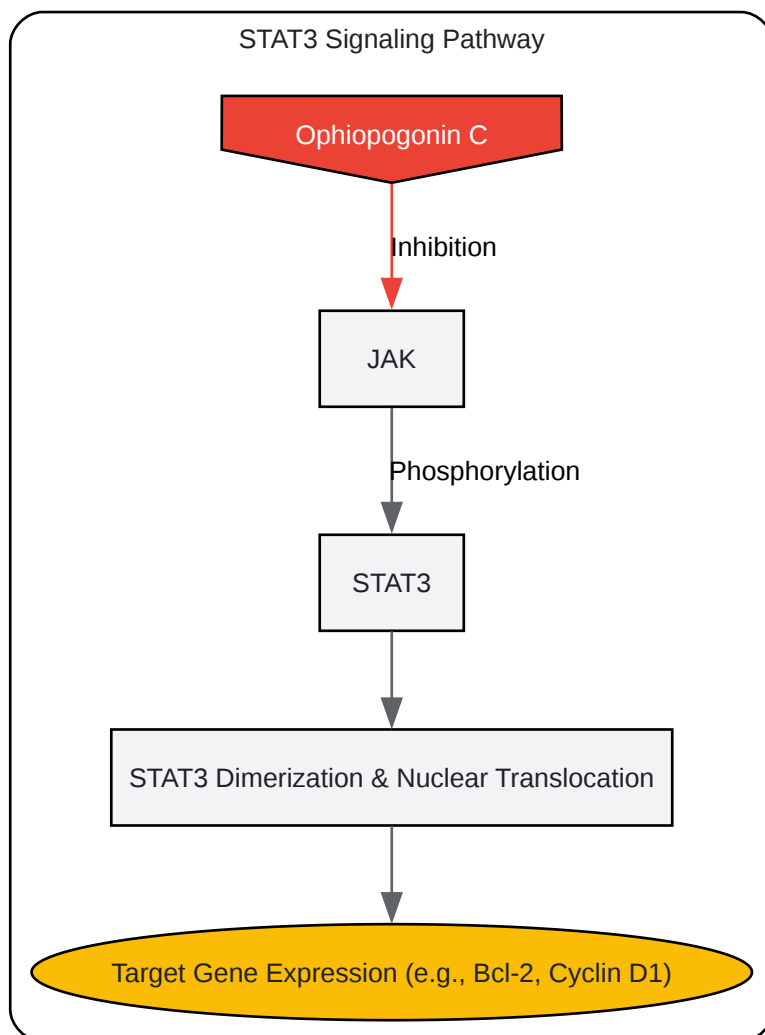 STAT3 Signaling Pathway
Ophiopogonin C
Inhibition
JAK
Phosphorylation
STAT3
STAT3 Dimerization & Nuclear Translocation
Target Gene Expression (e.g., Bcl-2, Cyclin D1)